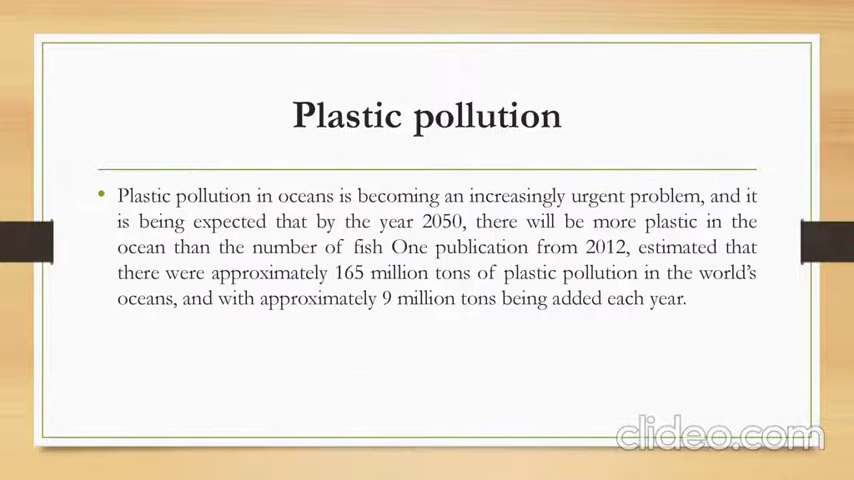 Plastic pollution
• Plastic pollution in oceans is becoming an increasingly urgent problem, and it
is being expected that by the year 2050, there will be more plastic in the
ocean than the number of fish One publication from 2012, estimated that
there were approximately 165 million tons of plastic pollution in the world's
oceans, and with approximately 9 million tons being added each year.
clideo.com